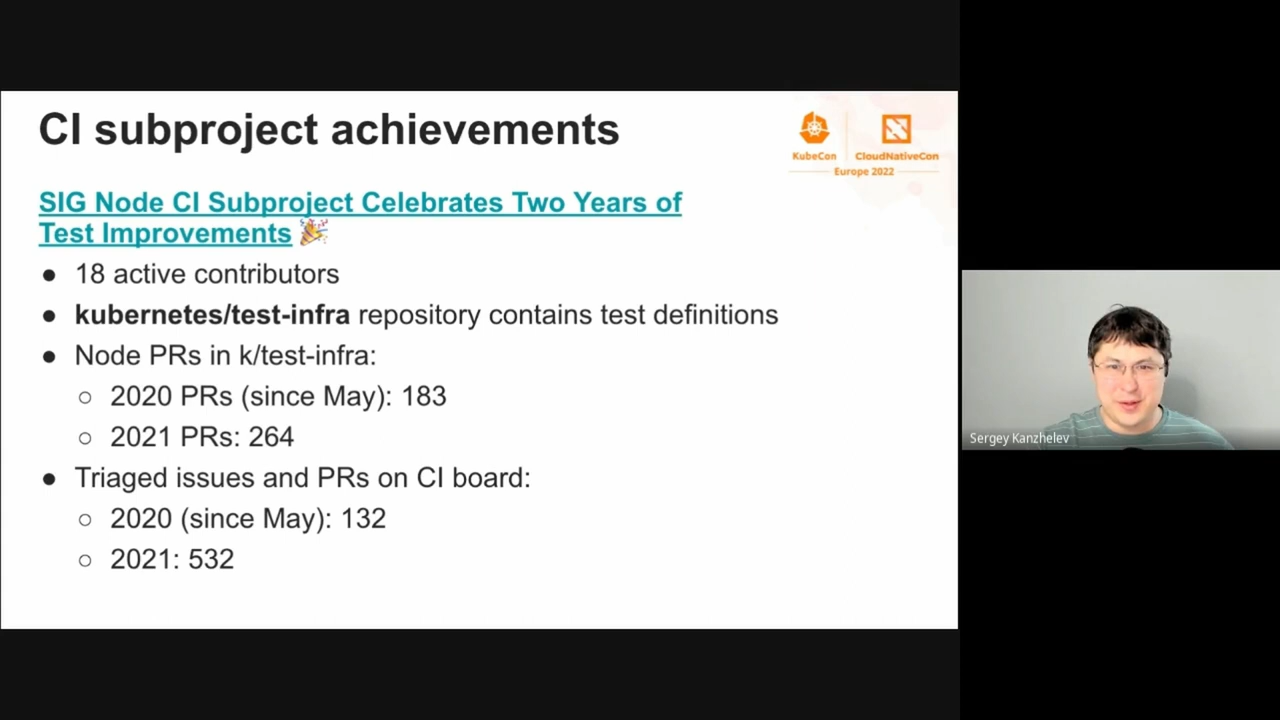 CI subproject achievements
KubeCon CloudNativeCon
Europe 2022
SIG Node CI Subproject Celebrates Two Years of
Test Improvements 🎉
● 18 active contributors
● kubernetes/test-infra repository contains test definitions
● Node PRs in k/test-infra:
○ 2020 PRs (since May): 183
○ 2021 PRs: 264
● Triaged issues and PRs on CI board:
○ 2020 (since May): 132
○ 2021: 532
Sergey Kanzhelev